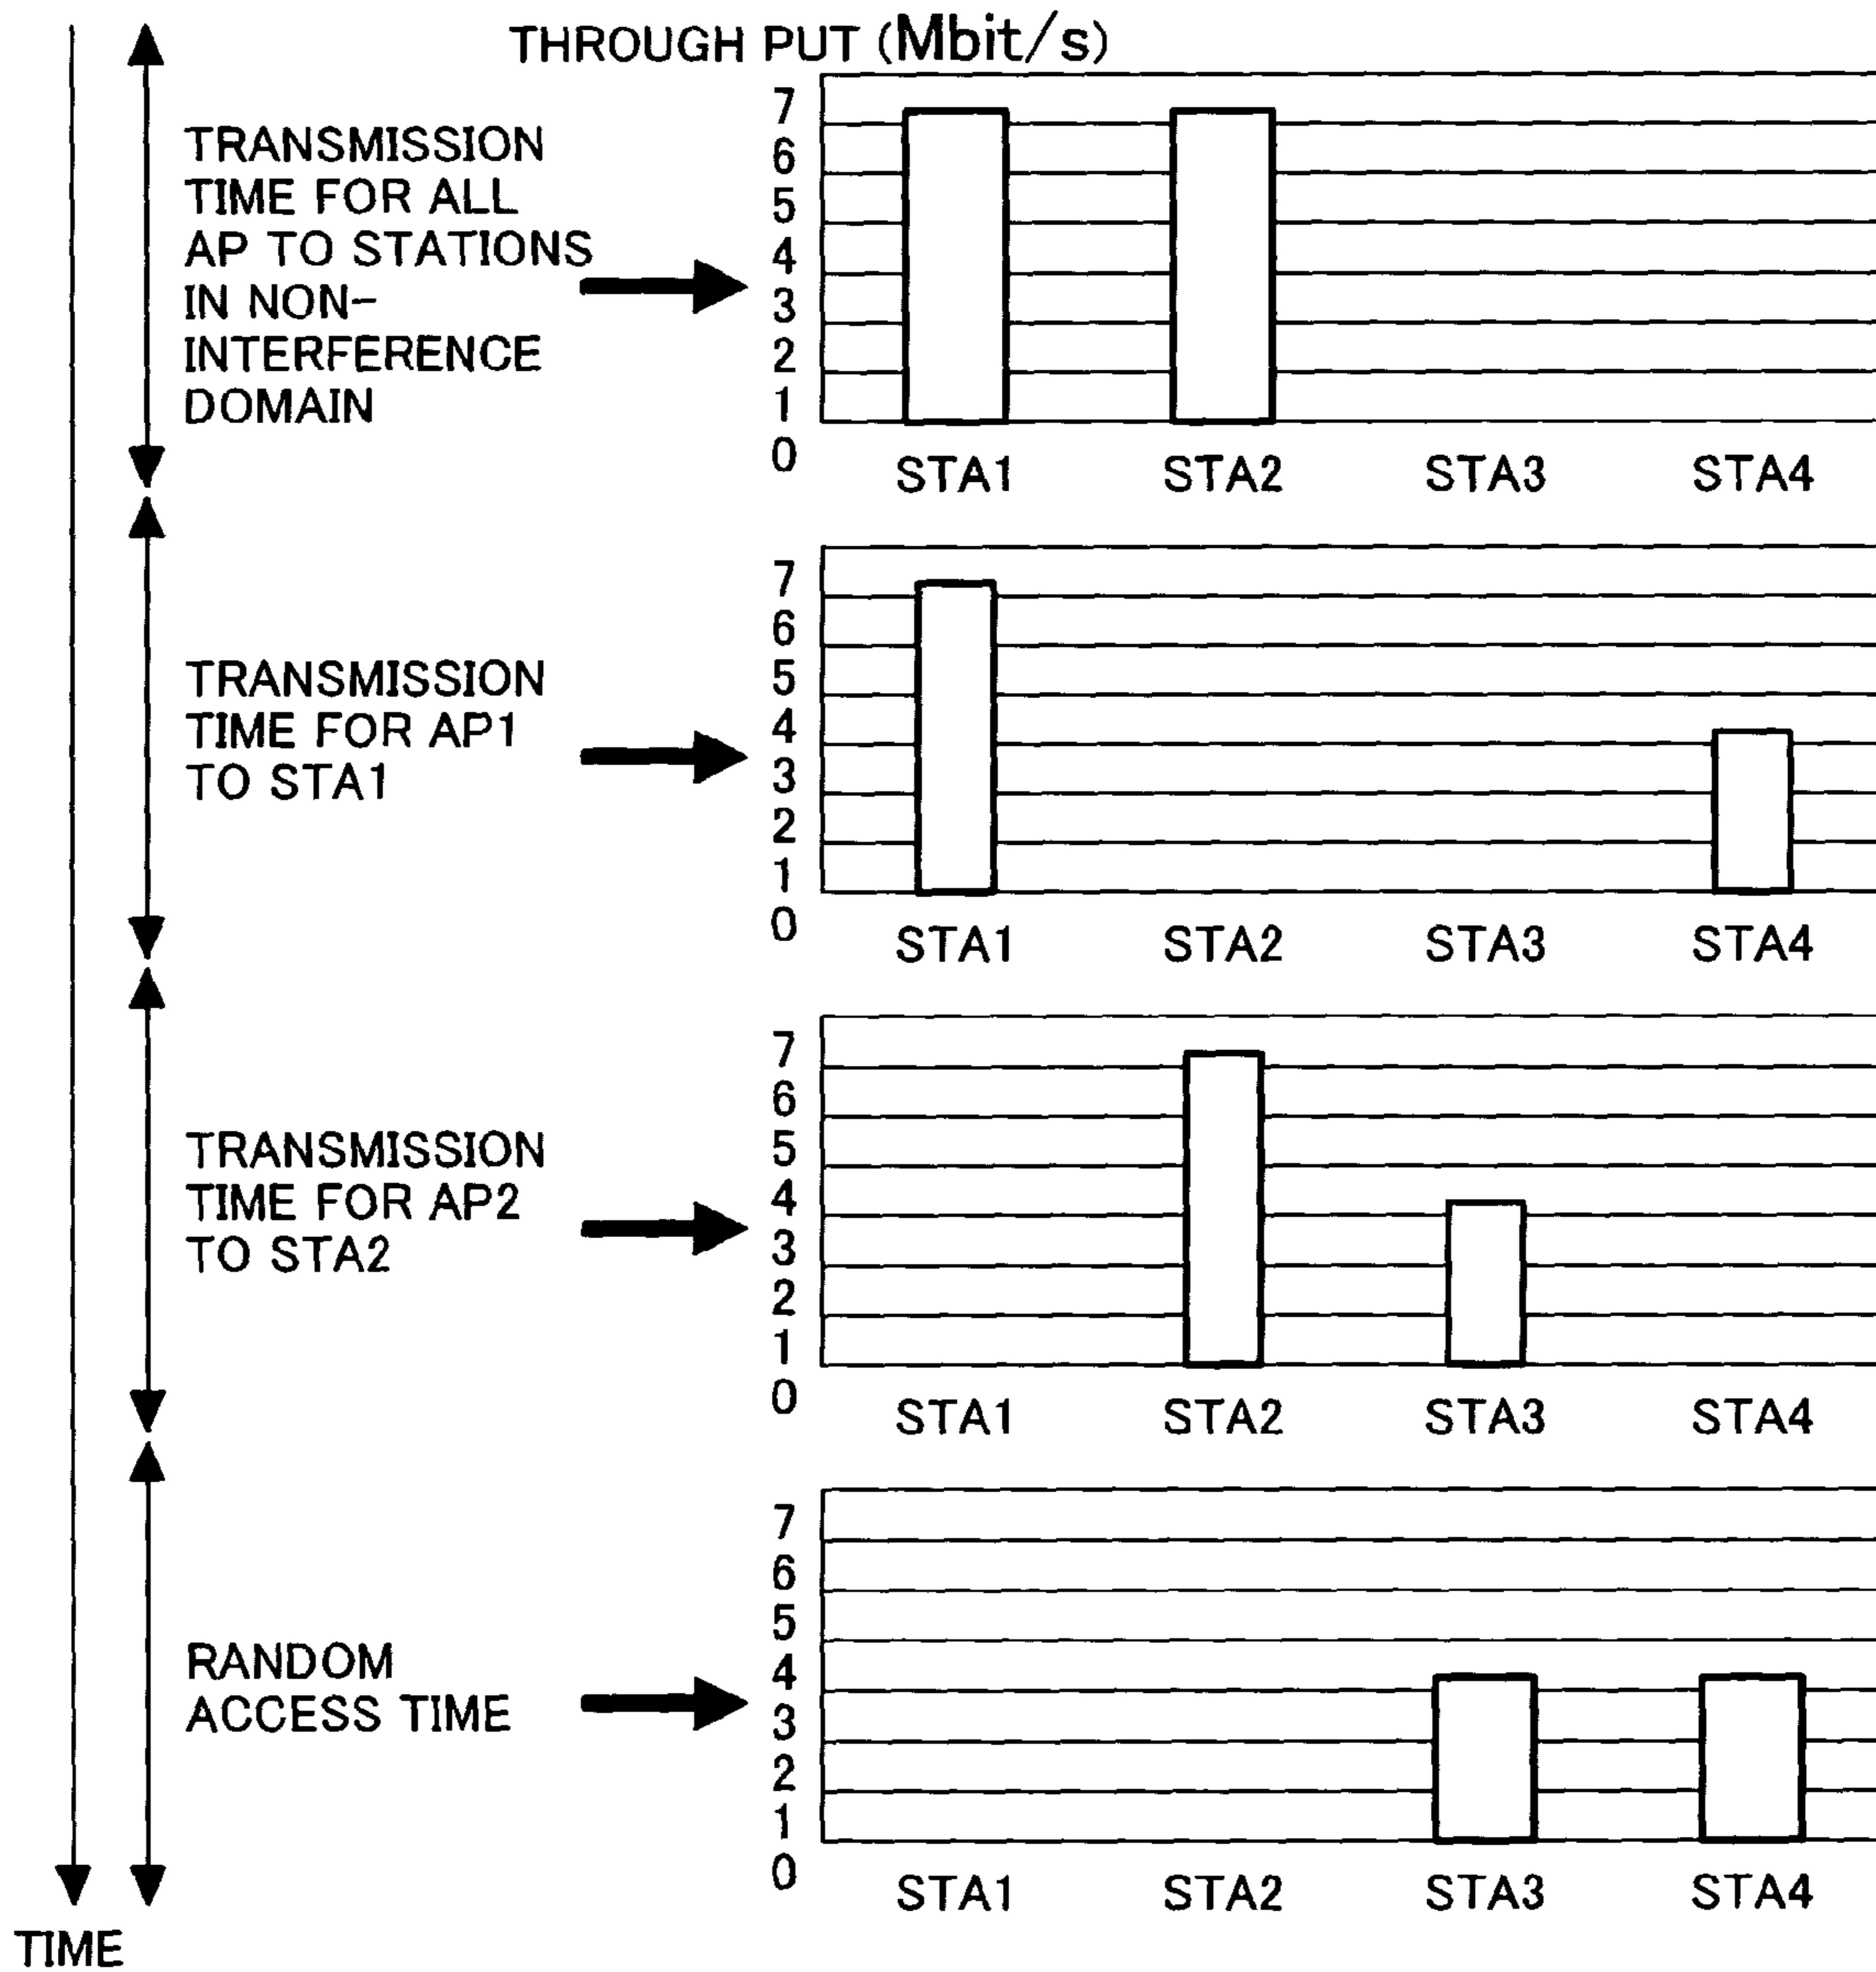 THROUGH PUT (Mbit/s)
TRANSMISSION
TIME FOR ALL
AP TO STATIONS
IN NON-
INTERFERENCE
DOMAIN
7
6
5
4
3
2
1
0
STA1 STA2 STA3 STA4
TRANSMISSION
TIME FOR AP1
TO STA1
7
6
5
4
3
2
1
0
STA1 STA2 STA3 STA4
TRANSMISSION
TIME FOR AP2
TO STA2
7
6
5
4
3
2
1
0
STA1 STA2 STA3 STA4
RANDOM
ACCESS TIME
7
6
5
4
3
2
1
0
STA1 STA2 STA3 STA4
TIME